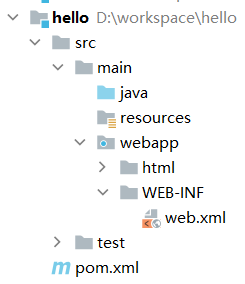 hello D:\workspace\hello
src
main
java
resources
webapp
html
WEB-INF
web.xml
test
pom.xml